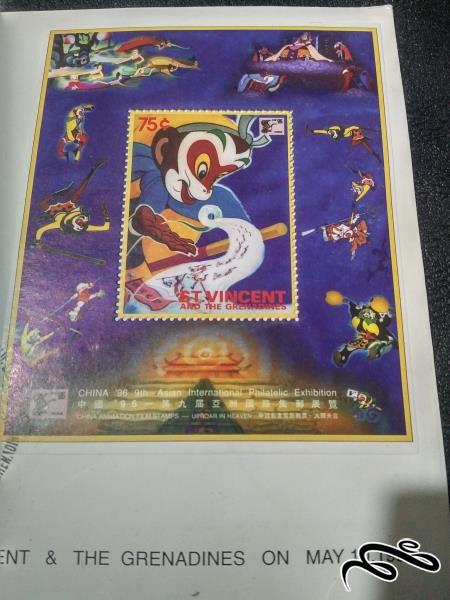 75¢
ST. VINCENT
AND THE GRENADINES
CHINA '96 9th Asian International Philatelic Exhibition
中國'96—第九屆亞洲國際集郵展覽
CHINA ANIMATION FILM STAMPS — UPROAR IN HEAVEN
ENT & THE GRENADINES ON MAY